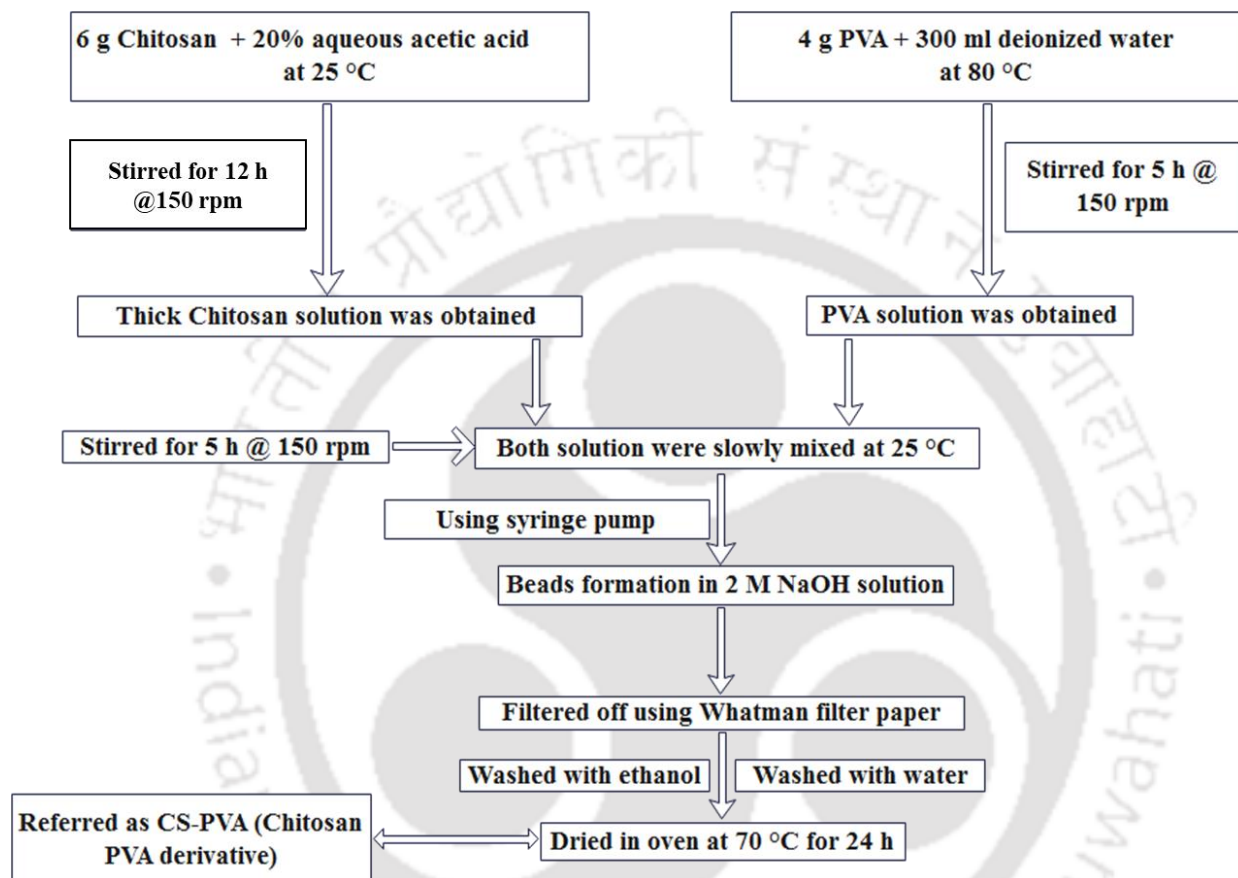 6 g Chitosan + 20% aqueous acetic acid
at 25 °C
4 g PVA + 300 ml deionized water
at 80 °C
Stirred for 12 h
@150 rpm
Stirred for 5 h @
150 rpm
Thick Chitosan solution was obtained
PVA solution was obtained
Stirred for 5 h @ 150 rpm
Both solution were slowly mixed at 25 °C
Using syringe pump
Beads formation in 2 M NaOH solution
Filtered off using Whatman filter paper
Washed with ethanol
Washed with water
Referred as CS-PVA (Chitosan
PVA derivative)
Dried in oven at 70 °C for 24 h
भारतीय प्रौद्योगिकी संस्थान
Indian
uwahati